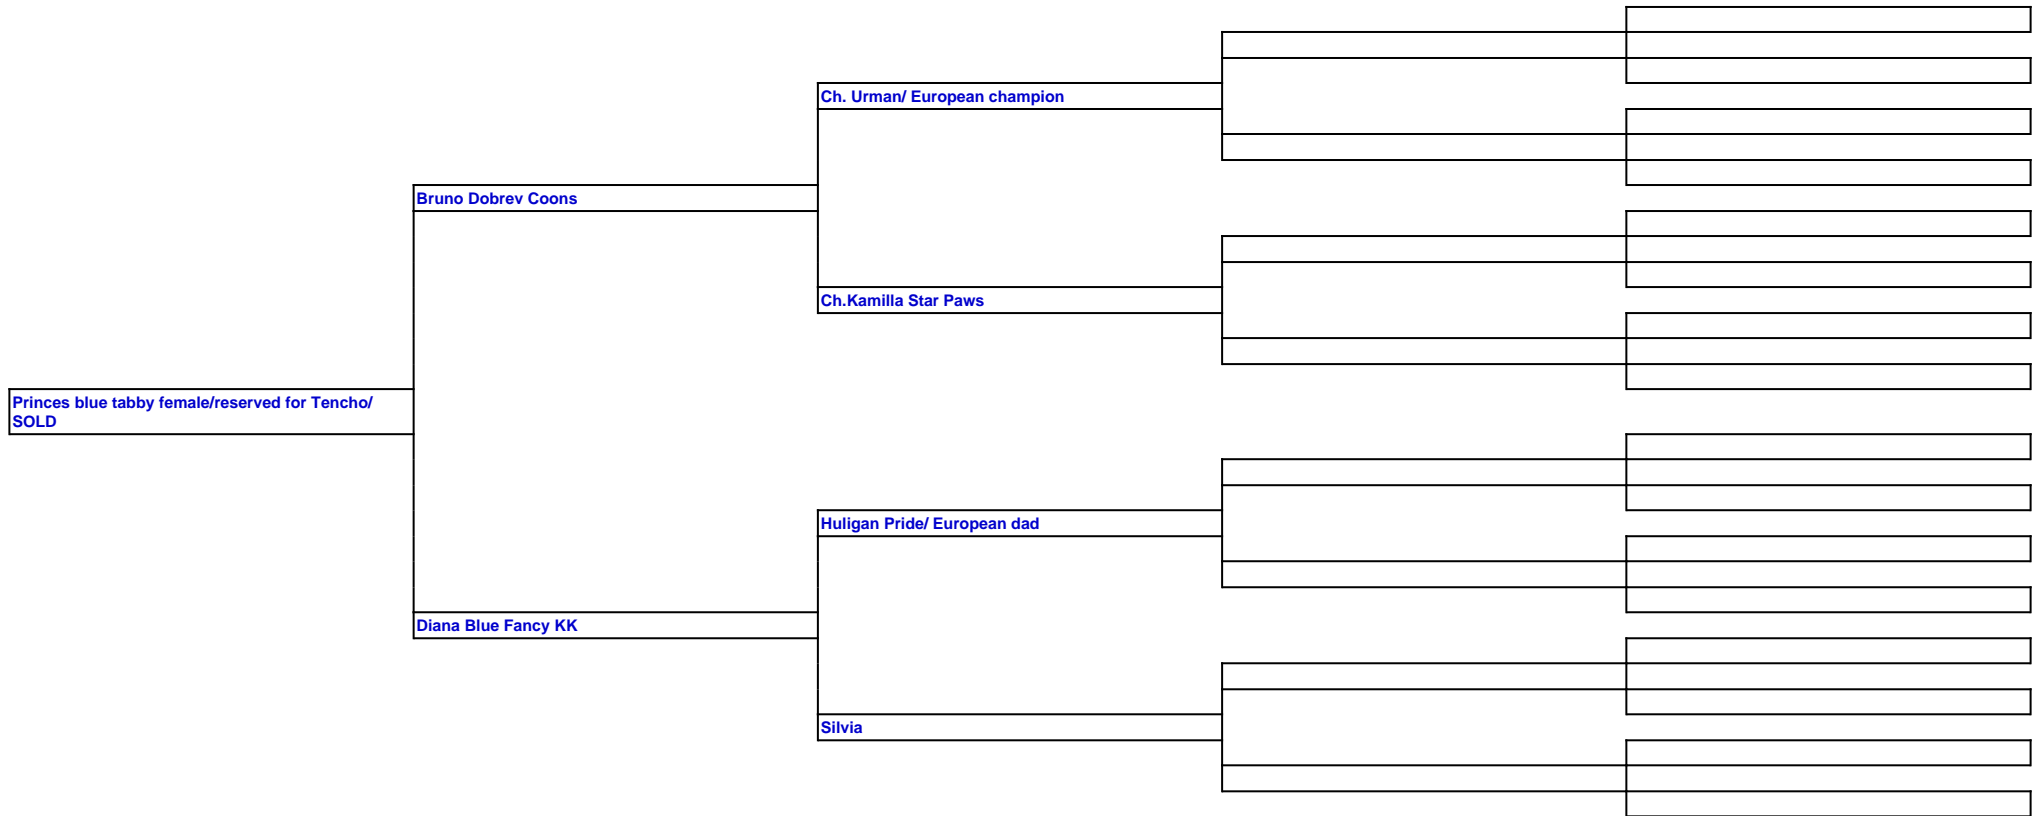 Ch. Urman/ European champion
Bruno Dobrev Coons
Ch.Kamilla Star Paws
Princes blue tabby female/reserved for Tencho/
SOLD
Huligan Pride/ European dad
Diana Blue Fancy KK
Silvia